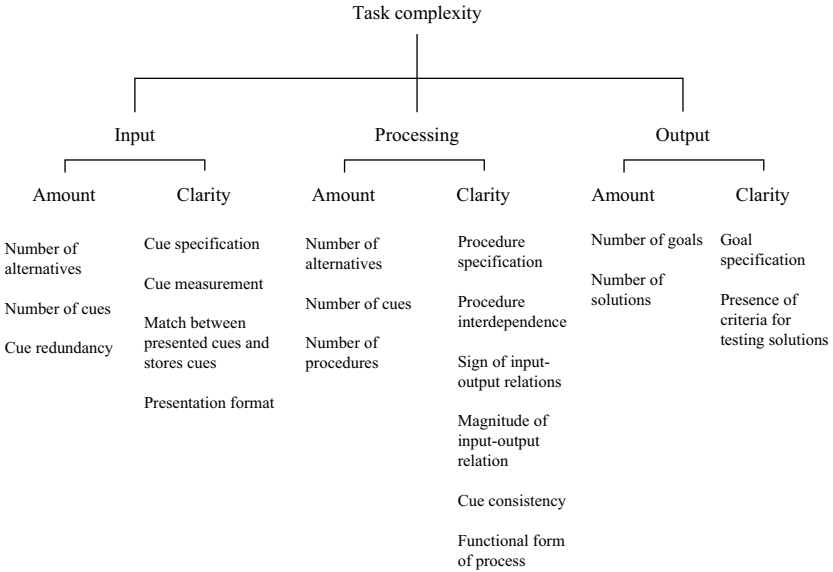 Task complexity
Input
Processing
Output
Amount
Clarity
Amount
Clarity
Amount
Clarity
Number of
alternatives
Number of cues
Cue redundancy
Cue specification
Cue measurement
Match between
presented cues and
stores cues
Presentation format
Number of
alternatives
Number of cues
Number of
procedures
Procedure
specification
Procedure
interdependence
Sign of input-
output relations
Magnitude of
input-output
relation
Cue consistency
Functional form
of process
Number of goals
Number of
solutions
Goal
specification
Presence of
criteria for
testing solutions